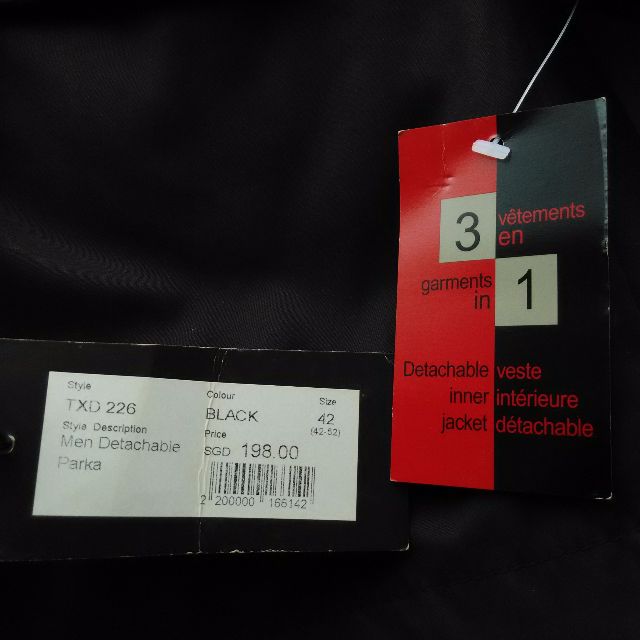 3 vêtements
en
garments
in 1
Detachable veste
inner intérieure
jacket détachable
Style
TXD 226
Style Description
Men Detachable
Parka
Colour
BLACK
Size
42
(42-52)
Price
SGD 198.00
2 200000 166142